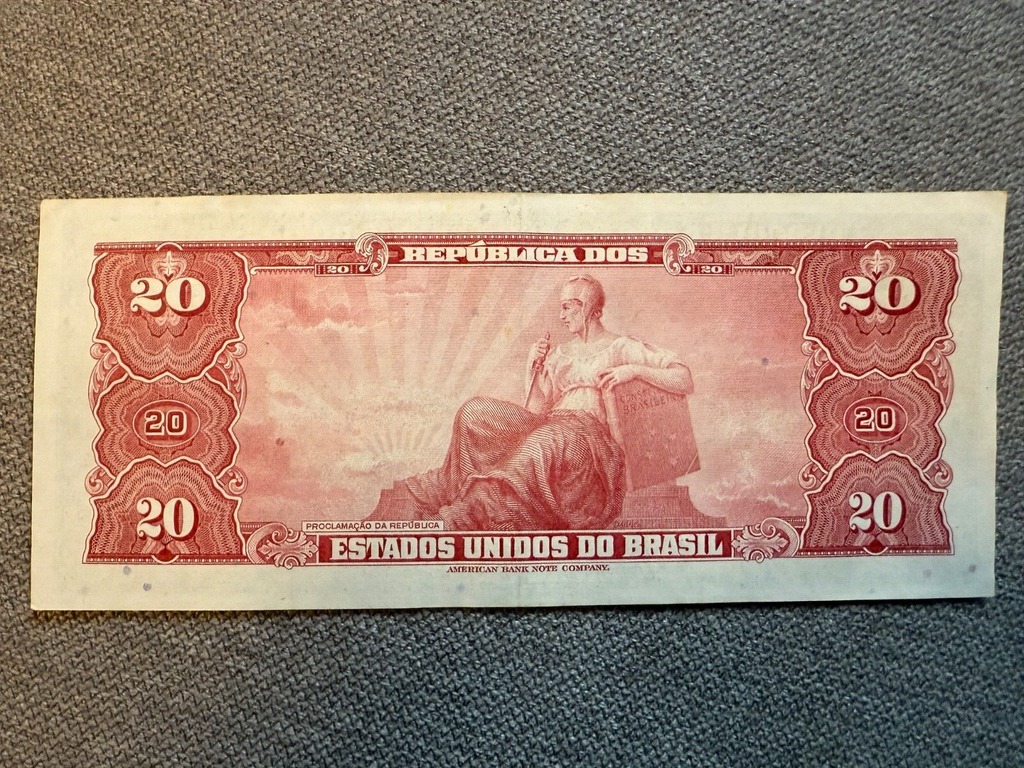 REPÚBLICA DOS
20 20
20 20
20 20
20 20
PROCLAMAÇÃO DA REPÚBLICA
ESTADOS UNIDOS DO BRASIL
AMERICAN BANK NOTE COMPANY.